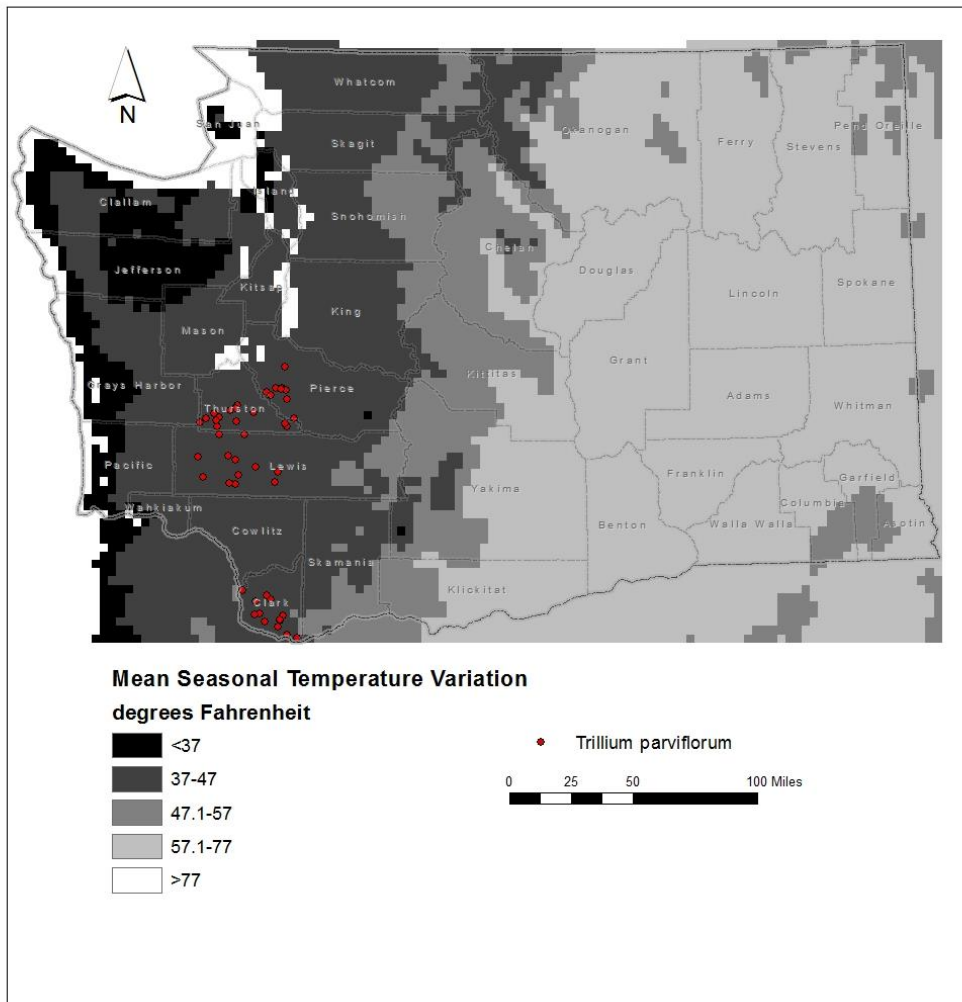 Whatcom
N
San Juan
Okanogan
Pend Oreille
Skagit
Ferry
Stevens
Island
Clallam
Snohomish
Chelan
Jefferson
Douglas
Kitsap
Lincoln
Spokane
King
Mason
Grant
Kittitas
Grays Harbor
Pierce
Adams
Thurston
Whitman
Pacific
Lewis
Franklin
Garfield
Yakima
Columbia
Wahkiakum
Asotin
Cowlitz
Benton
Walla Walla
Skamania
Klickitat
Clark
Mean Seasonal Temperature Variation
degrees Fahrenheit
<37
37-47
47.1-57
57.1-77
>77
Trillium parviflorum
0 25 50 100 Miles